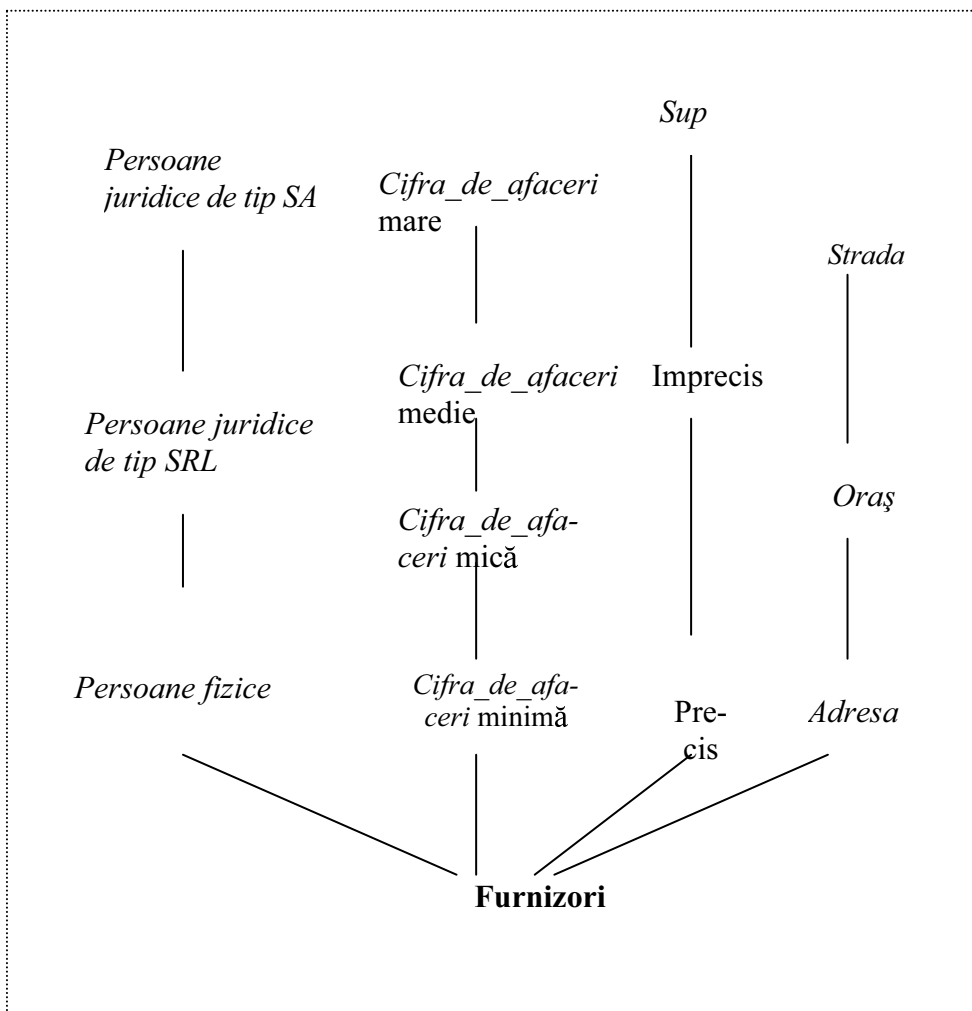 Sup
Persoane
juridice de tip SA
Cifra_de_afaceri
mare
Strada
Cifra_de_afaceri
medie
Imprecis
Persoane juridice
de tip SRL
Oraş
Cifra_de_afa-
ceri mică
Persoane fizice
Cifra_de_afa-
ceri minimă
Pre-
cis
Adresa
Furnizori